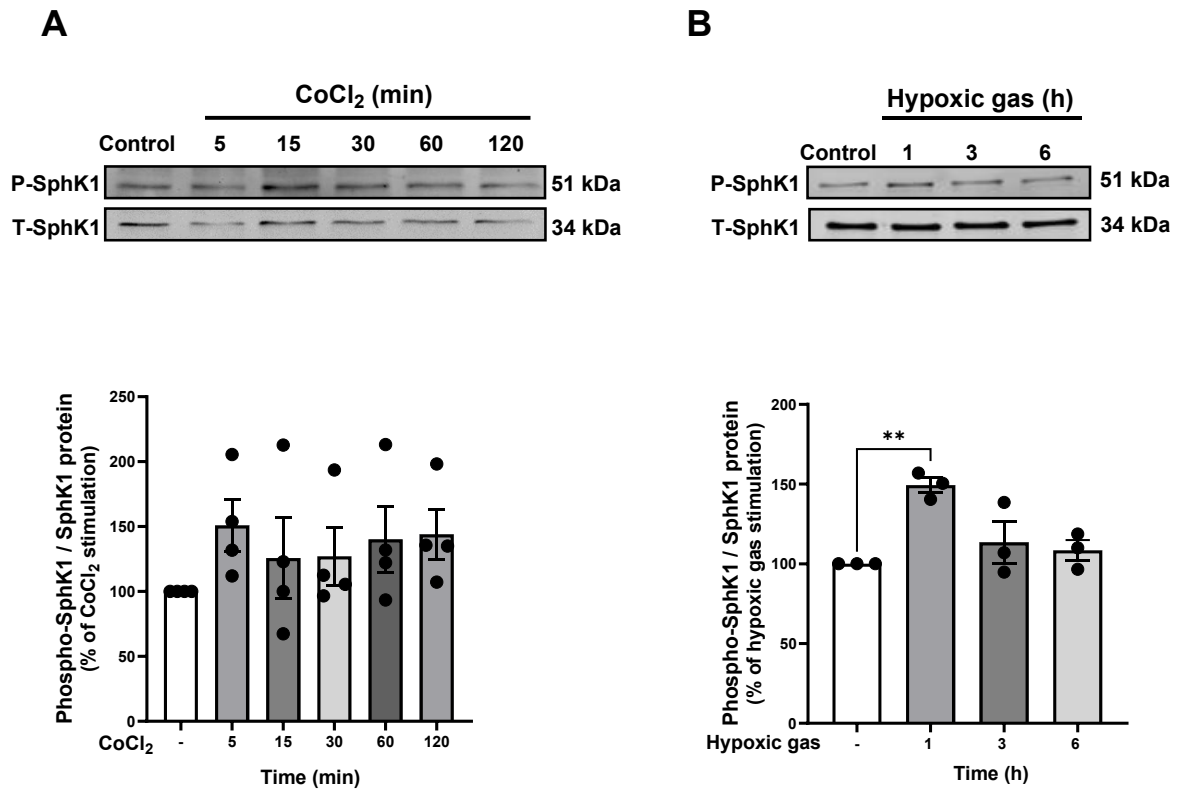 A
CoCl₂ (min)
Control 5 15 30 60 120
P-SphK1 51 kDa
T-SphK1 34 kDa
Phospho-SphK1 / SphK1 protein
(% of CoCl₂ stimulation)
250
200
150
100
50
0
CoCl₂ - 5 15 30 60 120
Time (min)
B
Hypoxic gas (h)
Control 1 3 6
P-SphK1 51 kDa
T-SphK1 34 kDa
Phospho-SphK1 / SphK1 protein
(% of hypoxic gas stimulation)
200
**
150
100
50
0
Hypoxic gas - 1 3 6
Time (h)